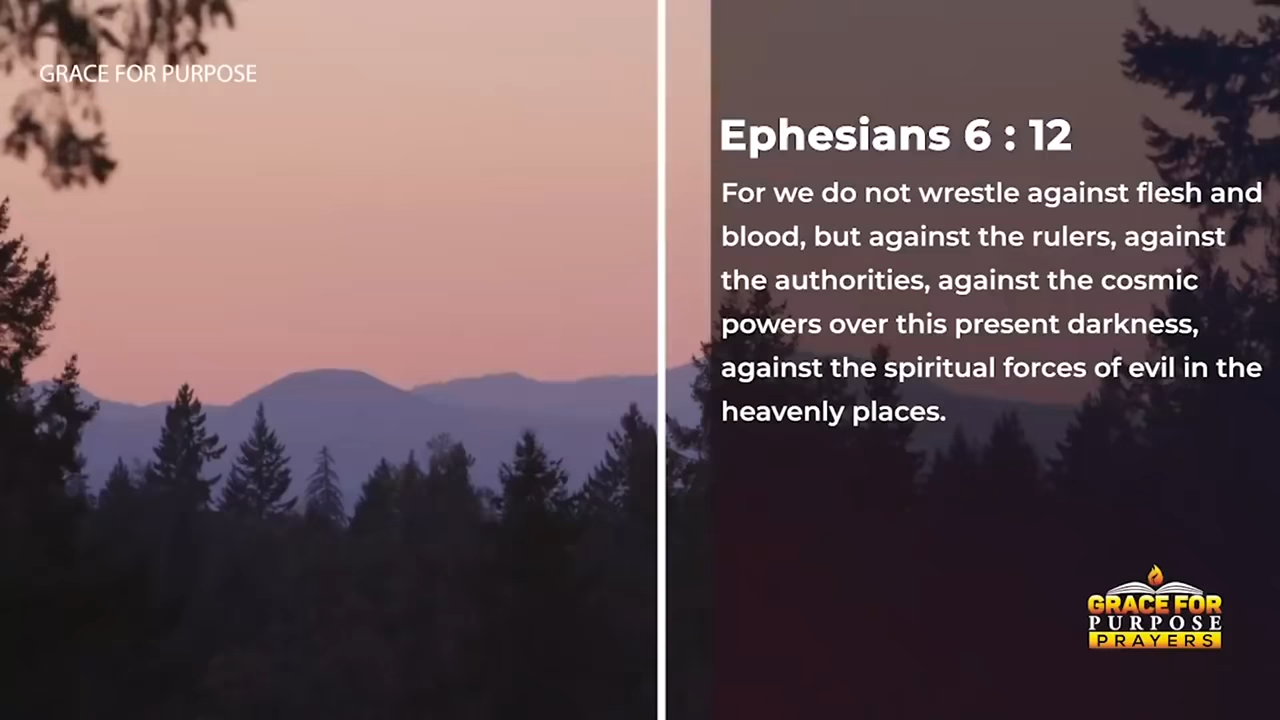 GRACE FOR PURPOSE
Ephesians 6 : 12
For we do not wrestle against flesh and
blood, but against the rulers, against
the authorities, against the cosmic
powers over this present darkness,
against the spiritual forces of evil in the
heavenly places.
GRACE FOR
PURPOSE
PRAYERS